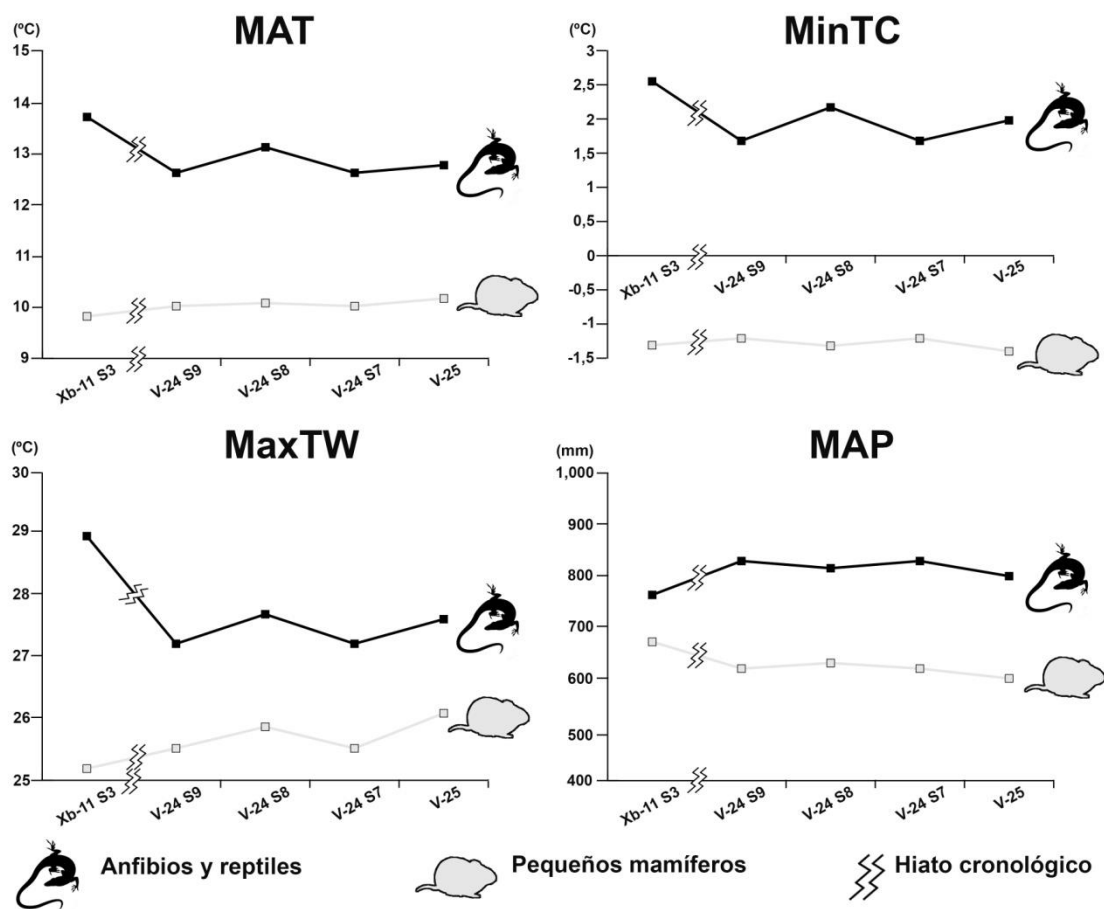 MAT
(ºC)
15
14
13
12
11
10
9
Xb-11 S3
V-24 S9
V-24 S8
V-24 S7
V-25
MinTC
(ºC)
3
2,5
2
1,5
1
0,5
0
-0,5
-1
-1,5
Xb-11 S3
V-24 S9
V-24 S8
V-24 S7
V-25
MaxTW
(ºC)
30
29
28
27
26
25
Xb-11 S3
V-24 S9
V-24 S8
V-24 S7
V-25
MAP
(mm)
1,000
900
800
700
600
500
400
Xb-11 S3
V-24 S9
V-24 S8
V-24 S7
V-25
Anfibios y reptiles
Pequeños mamíferos
Hiato cronológico